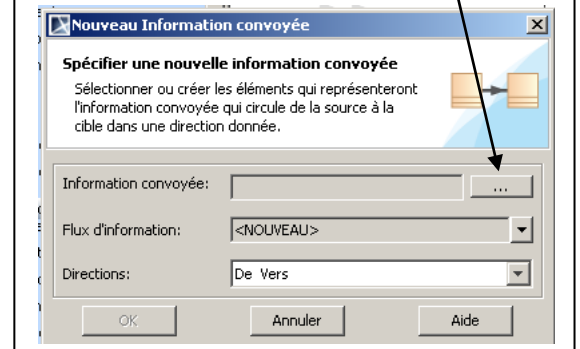 Nouveau Information convoyée
Spécifier une nouvelle information convoyée
Sélectionner ou créer les éléments qui représenteront
l'information convoyée qui circule de la source à la
cible dans une direction donnée.
Information convoyée:
...
Flux d'information:
<NOUVEAU>
Directions:
De Vers
OK
Annuler
Aide